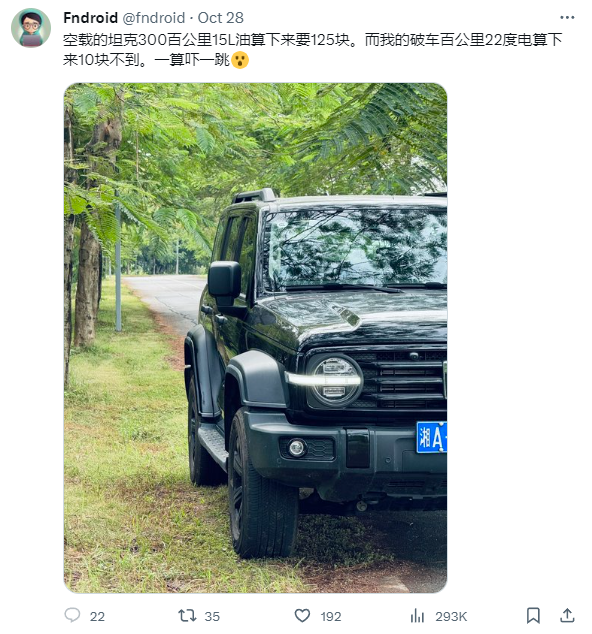 Fndroid @fndroid · Oct 28
空载的坦克300百公里15L油算下来要125块。而我的破车百公里22度电算下
来10块不到。一算吓一跳😮
湘A
22 35 192 293K